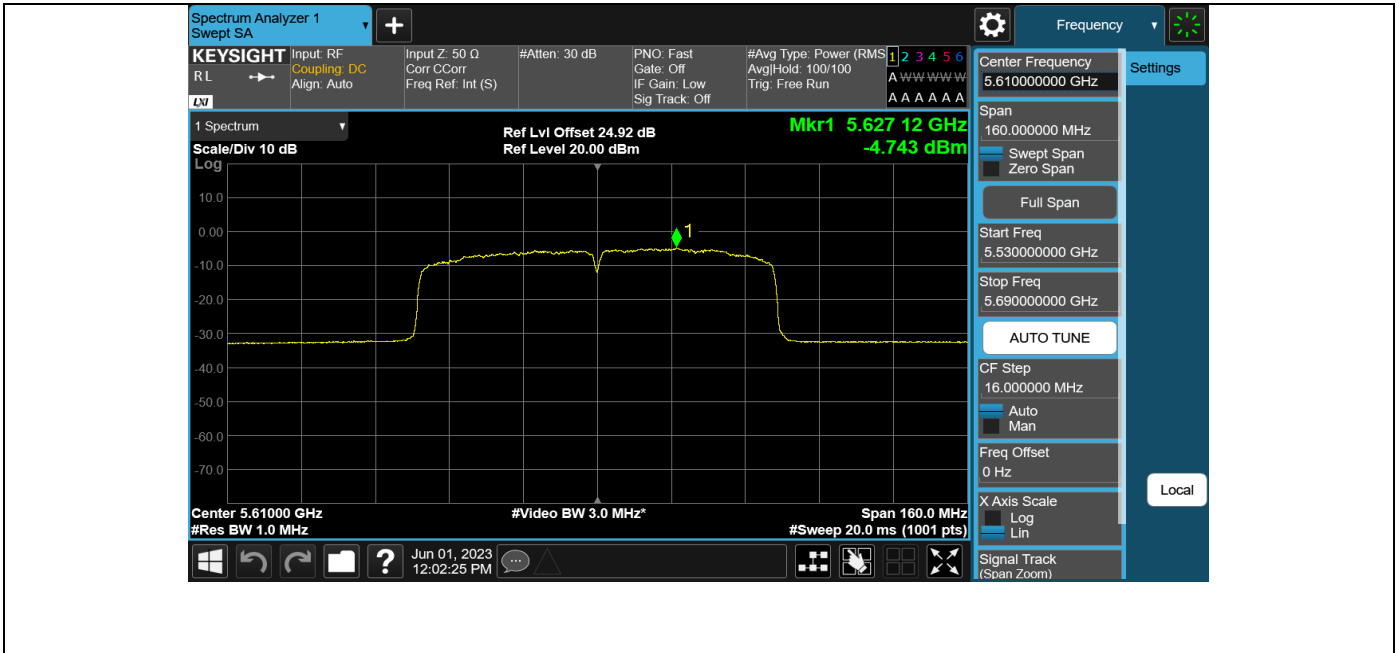 Spectrum Analyzer 1
Swept SA
Frequency
KEYSIGHT
R L
LXI
Input: RF
Coupling: DC
Align: Auto
Input Z: 50 Ω
Corr CCorr
Freq Ref: Int (S)
#Atten: 30 dB
PNO: Fast
Gate: Off
IF Gain: Low
Sig Track: Off
#Avg Type: Power (RMS
Avg|Hold: 100/100
Trig: Free Run
1 2 3 4 5 6
A W W W W W
A A A A A A
1 Spectrum
Scale/Div 10 dB
Log
Ref Lvl Offset 24.92 dB
Ref Level 20.00 dBm
Mkr1 5.627 12 GHz
-4.743 dBm
10.0
0.00
-10.0
-20.0
-30.0
-40.0
-50.0
-60.0
-70.0
1
Center 5.61000 GHz
#Res BW 1.0 MHz
#Video BW 3.0 MHz*
Span 160.0 MHz
#Sweep 20.0 ms (1001 pts)
Jun 01, 2023
12:02:25 PM
Center Frequency
5.610000000 GHz
Span
160.000000 MHz
Swept Span
Zero Span
Full Span
Start Freq
5.530000000 GHz
Stop Freq
5.690000000 GHz
AUTO TUNE
CF Step
16.000000 MHz
Auto
Man
Freq Offset
0 Hz
X Axis Scale
Log
Lin
Signal Track
(Span Zoom)
Settings
Local